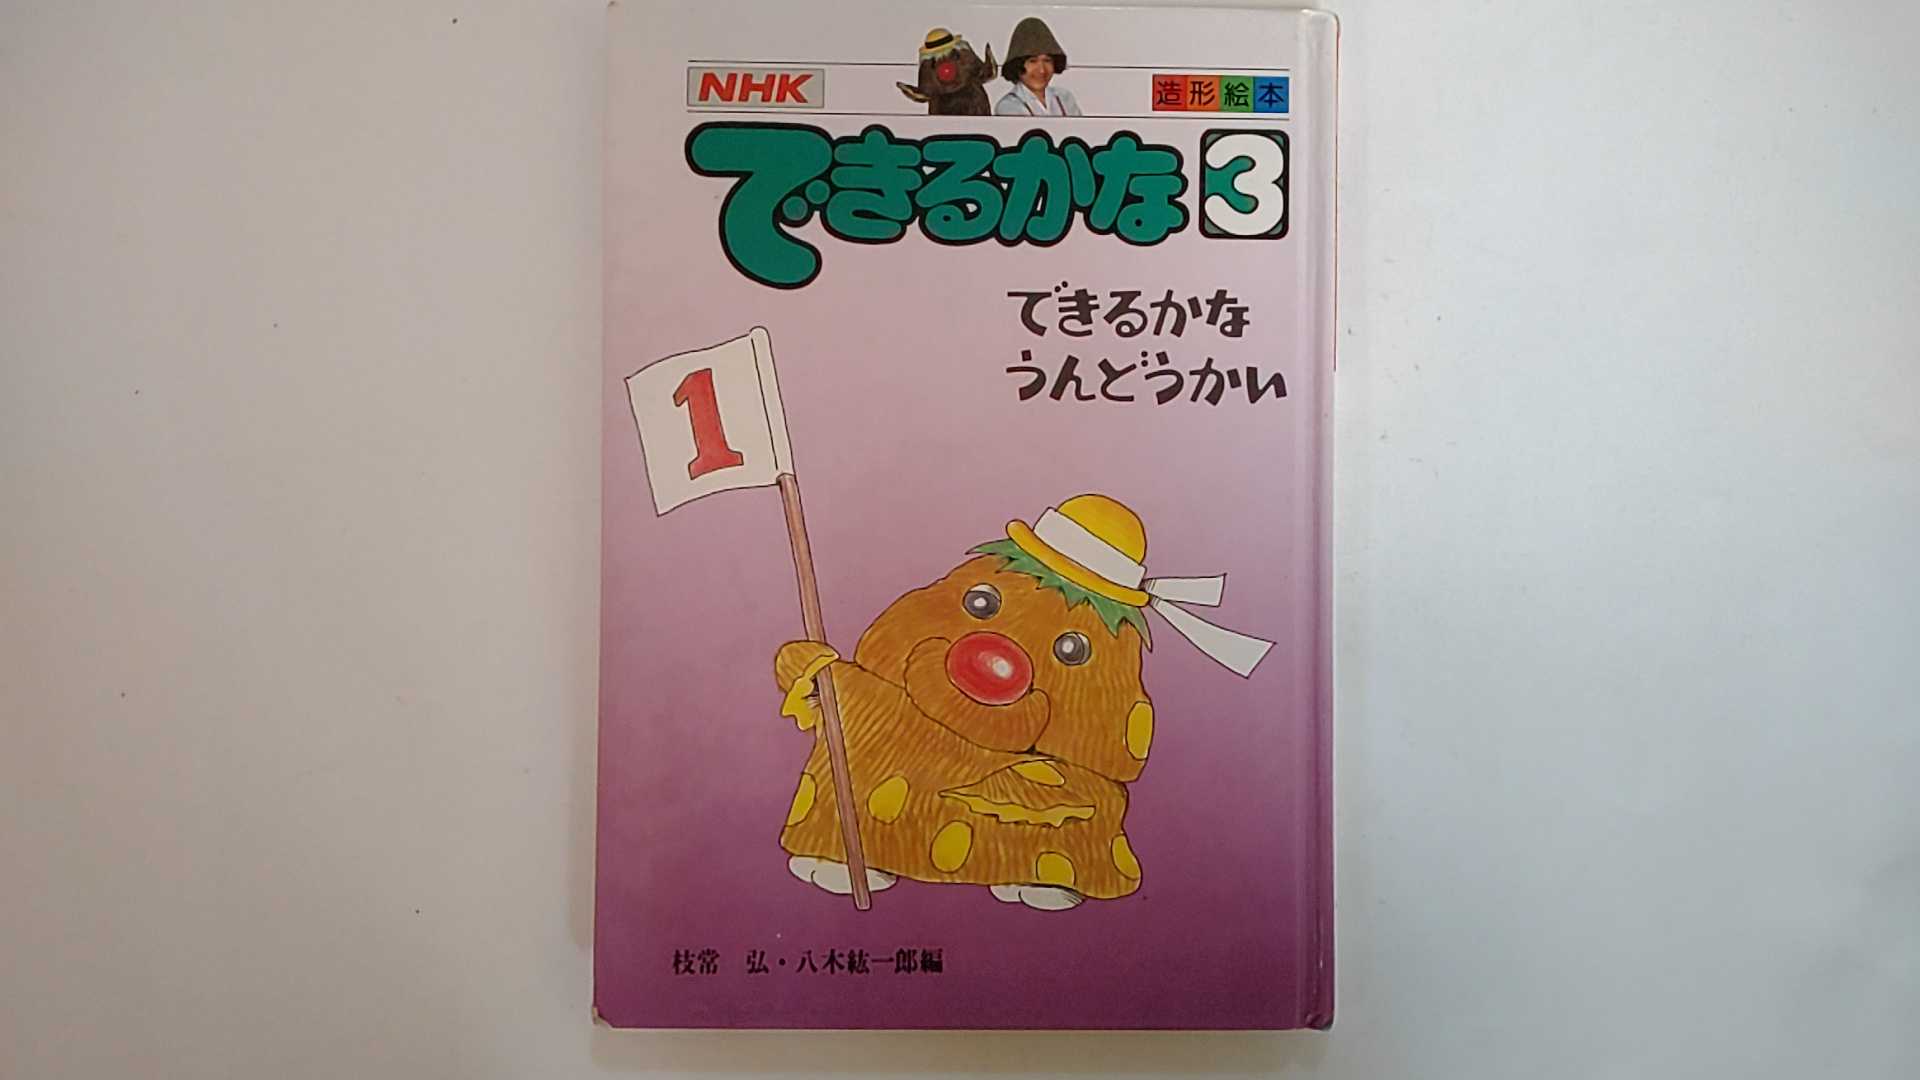 NHK 造形絵本
できるかな 3
できるかな
うんどうかい
1
枝常 弘・八木紘一郎編